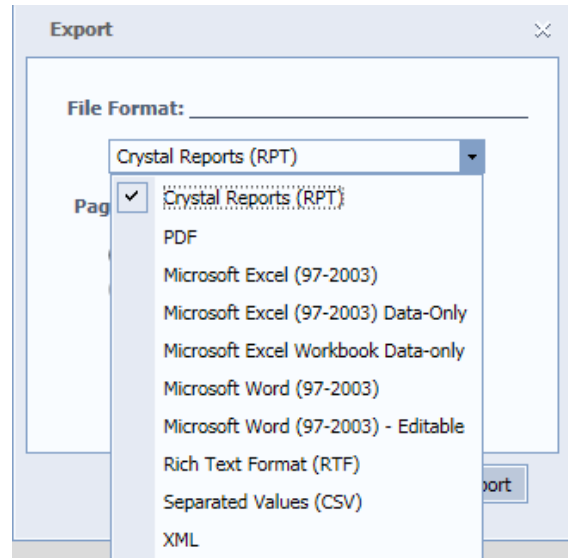 Export
File Format:
Crystal Reports (RPT)
Crystal Reports (RPT)
Pag
PDF
Microsoft Excel (97-2003)
Microsoft Excel (97-2003) Data-Only
Microsoft Excel Workbook Data-only
Microsoft Word (97-2003)
Microsoft Word (97-2003) - Editable
Rich Text Format (RTF)
port
Separated Values (CSV)
XML